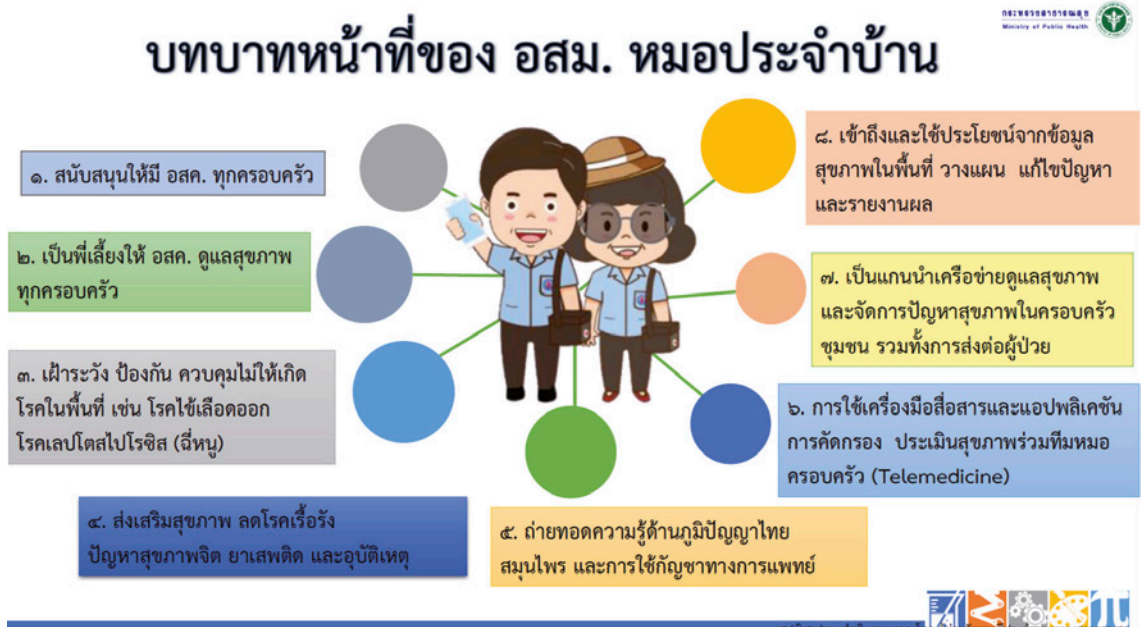 กระทรวงสาธารณสุข
Ministry of Public Health
บทบาทหน้าที่ของ อสม. หมอประจำบ้าน
๑. สนับสนุนให้มี อสค. ทุกครอบครัว
๒. เป็นพี่เลี้ยงให้ อสค. ดูแลสุขภาพ
ทุกครอบครัว
๓. เฝ้าระวัง ป้องกัน ควบคุมไม่ให้เกิด
โรคในพื้นที่ เช่น โรคไข้เลือดออก
โรคเลปโตสไปโรซิส (ฉี่หนู)
๔. ส่งเสริมสุขภาพ ลดโรคเรื้อรัง
ปัญหาสุขภาพจิต ยาเสพติด และอุบัติเหตุ
๕. ถ่ายทอดความรู้ด้านภูมิปัญญาไทย
สมุนไพร และการใช้กัญชาทางการแพทย์
๖. การใช้เครื่องมือสื่อสารและแอปพลิเคชัน
การคัดกรอง ประเมินสุขภาพร่วมทีมหมอ
ครอบครัว (Telemedicine)
๗. เป็นแกนนำเครือข่ายดูแลสุขภาพ
และจัดการปัญหาสุขภาพในครอบครัว
ชุมชน รวมทั้งการส่งต่อผู้ป่วย
๘. เข้าถึงและใช้ประโยชน์จากข้อมูล
สุขภาพในพื้นที่ วางแผน แก้ไขปัญหา
และรายงานผล